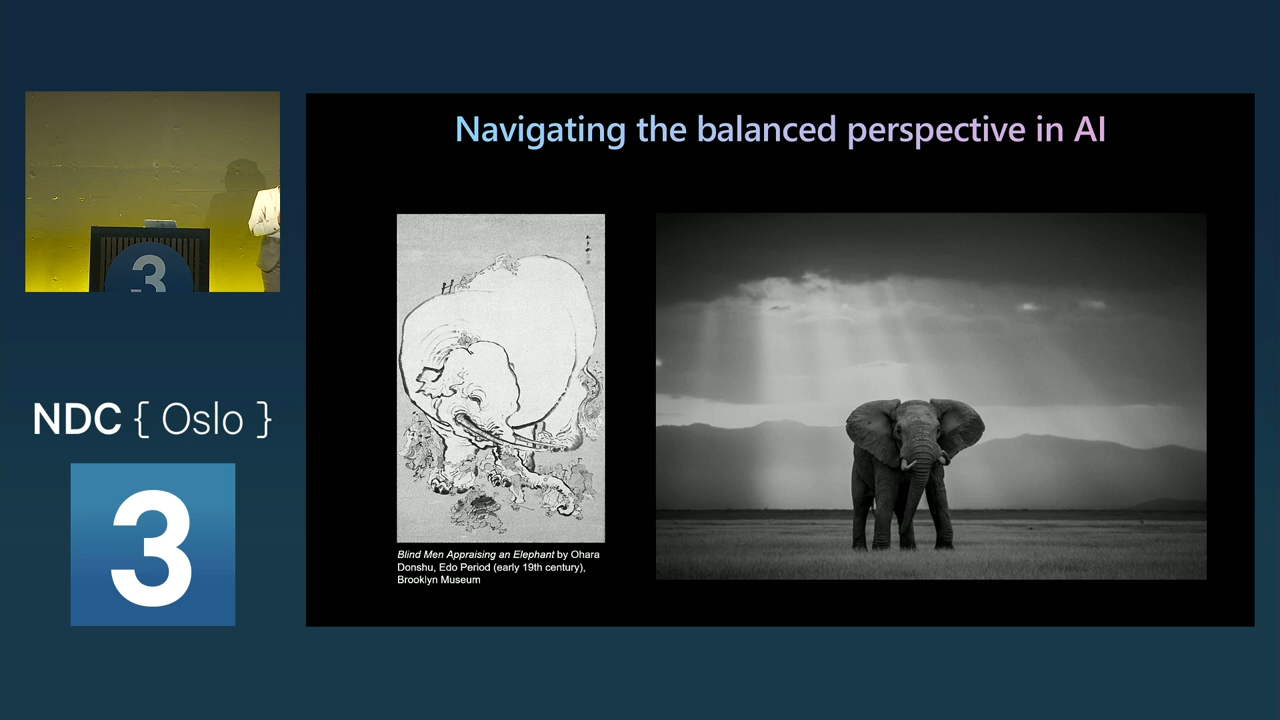 Navigating the balanced perspective in AI
3
NDC { Oslo }
3
Blind Men Appraising an Elephant by Ohara
Donshu, Edo Period (early 19th century),
Brooklyn Museum